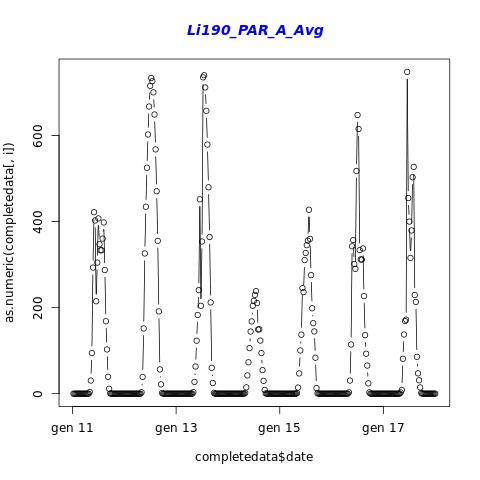 Li190_PAR_A_Avg
as.numeric(completedata[, i])
600
400
200
0
gen 11
gen 13
gen 15
gen 17
completedata$date